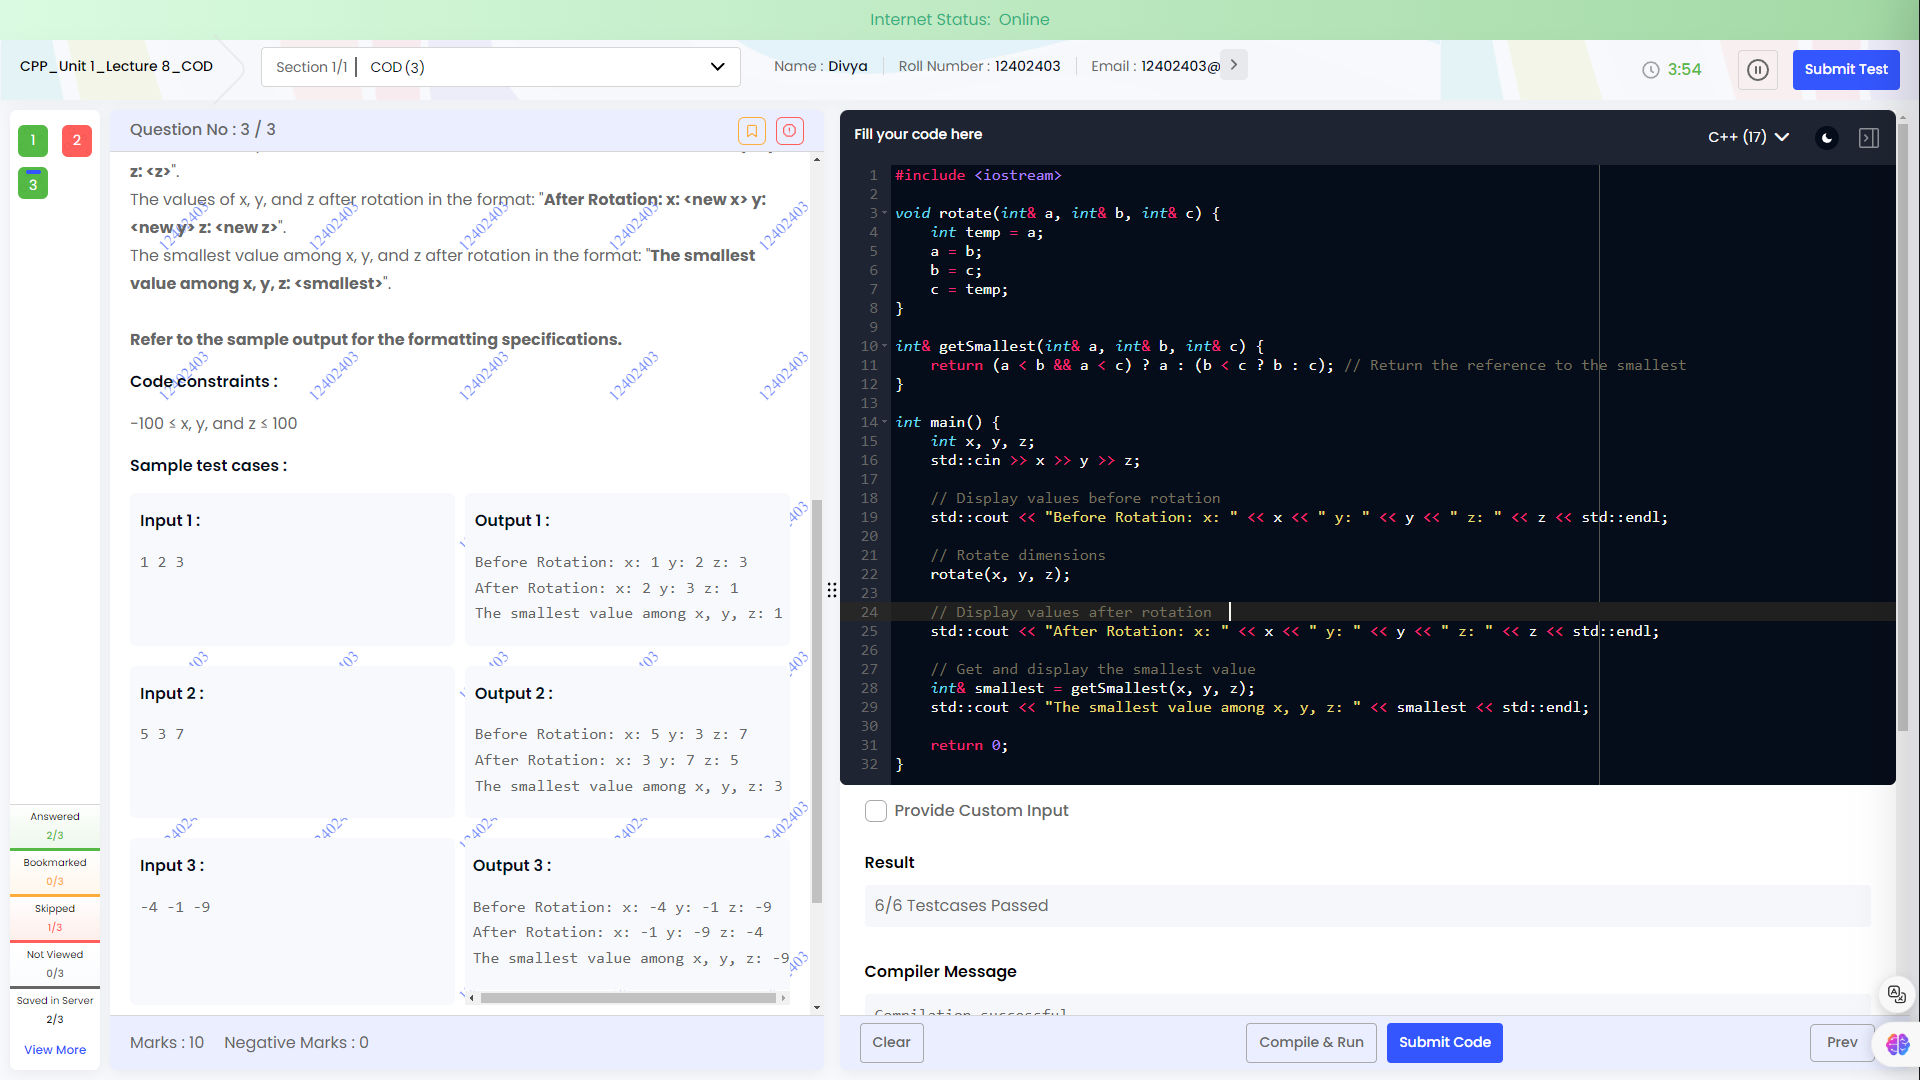 Internet Status: Online
CPP_Unit 1_Lecture 8_COD
Section 1/1 | COD (3)
Name : Divya
Roll Number : 12402403
Email : 12402403@
3:54
Submit Test
1
2
3
Question No : 3 / 3
z: <z>".
The values of x, y, and z after rotation in the format: "After Rotation: x: <new x> y:
<new y> z: <new z>".
The smallest value among x, y, and z after rotation in the format: "The smallest
value among x, y, z: <smallest>".
Refer to the sample output for the formatting specifications.
Code constraints :
-100 ≤ x, y, and z ≤ 100
Sample test cases :
Input 1 :
1 2 3
Output 1 :
Before Rotation: x: 1 y: 2 z: 3
After Rotation: x: 2 y: 3 z: 1
The smallest value among x, y, z: 1
Input 2 :
5 3 7
Output 2 :
Before Rotation: x: 5 y: 3 z: 7
After Rotation: x: 3 y: 7 z: 5
The smallest value among x, y, z: 3
Input 3 :
-4 -1 -9
Output 3 :
Before Rotation: x: -4 y: -1 z: -9
After Rotation: x: -1 y: -9 z: -4
The smallest value among x, y, z: -9
12402403 12402403 12402403 12402403 12402403
12402403 12402403 12402403 12402403 12402403
Answered
2/3
Bookmarked
0/3
Skipped
1/3
Not Viewed
0/3
Saved in Server
2/3
View More
Marks : 10 Negative Marks : 0
Fill your code here
C++ (17)
1 #include <iostream>
2
3 void rotate(int& a, int& b, int& c) {
4 int temp = a;
5 a = b;
6 b = c;
7 c = temp;
8 }
9
10 int& getSmallest(int& a, int& b, int& c) {
11 return (a < b && a < c) ? a : (b < c ? b : c); // Return the reference to the smallest
12 }
13
14 int main() {
15 int x, y, z;
16 std::cin >> x >> y >> z;
17
18 // Display values before rotation
19 std::cout << "Before Rotation: x: " << x << " y: " << y << " z: " << z << std::endl;
20
21 // Rotate dimensions
22 rotate(x, y, z);
23
24 // Display values after rotation
25 std::cout << "After Rotation: x: " << x << " y: " << y << " z: " << z << std::endl;
26
27 // Get and display the smallest value
28 int& smallest = getSmallest(x, y, z);
29 std::cout << "The smallest value among x, y, z: " << smallest << std::endl;
30
31 return 0;
32 }
Provide Custom Input
Result
6/6 Testcases Passed
Compiler Message
Compilation successful
Clear
Compile & Run
Submit Code
Prev